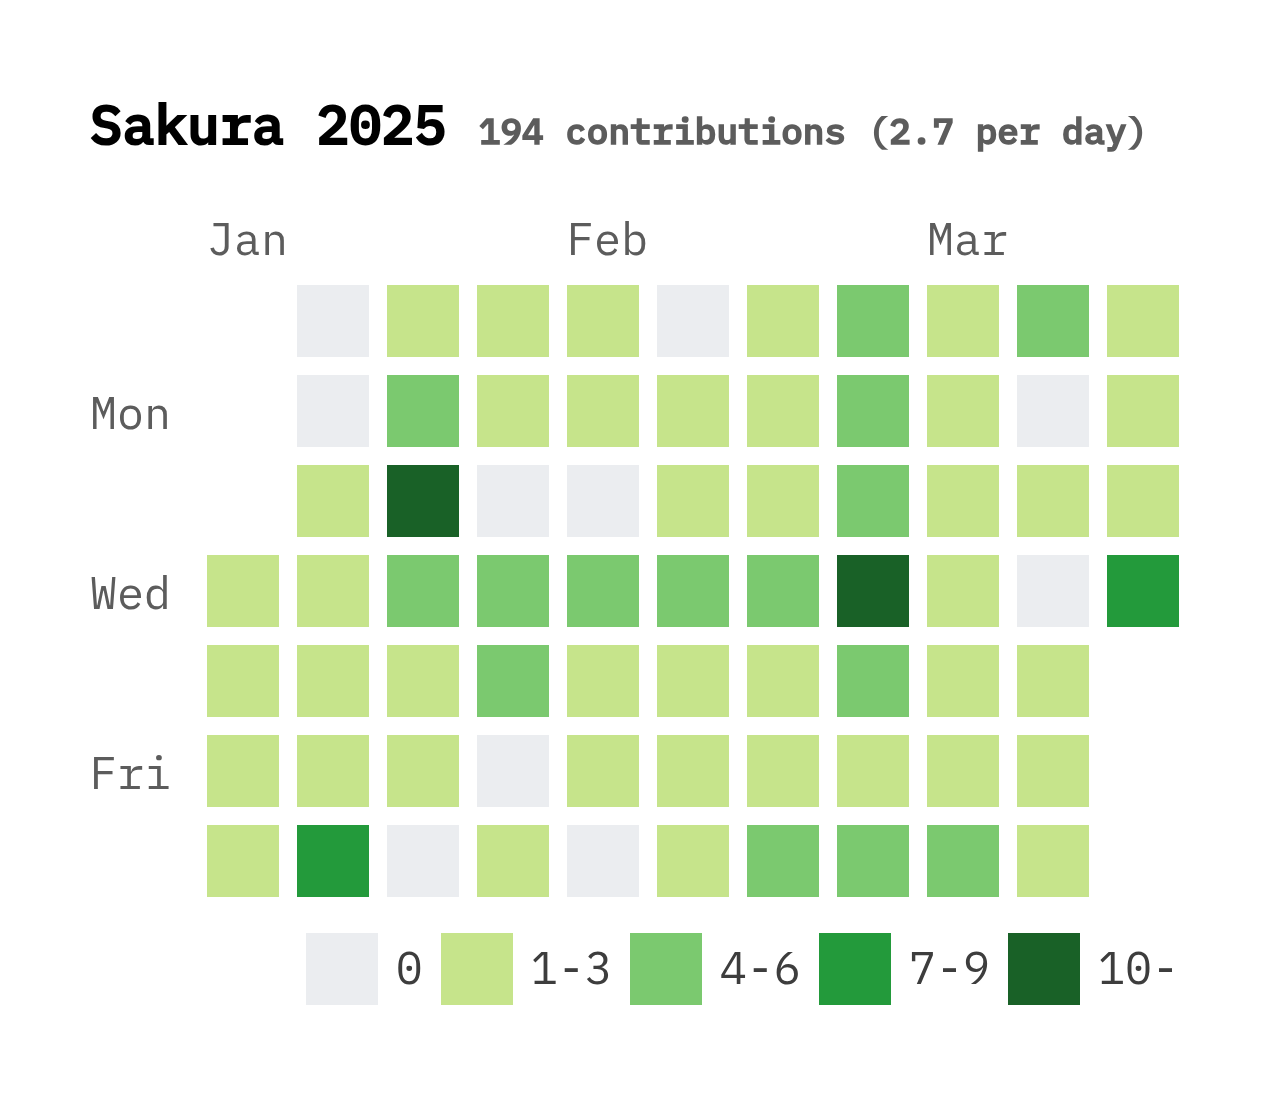 Sakura 2025 194 contributions (2.7 per day)
Jan Feb Mar
Mon
Wed
Fri
0 1-3 4-6 7-9 10-